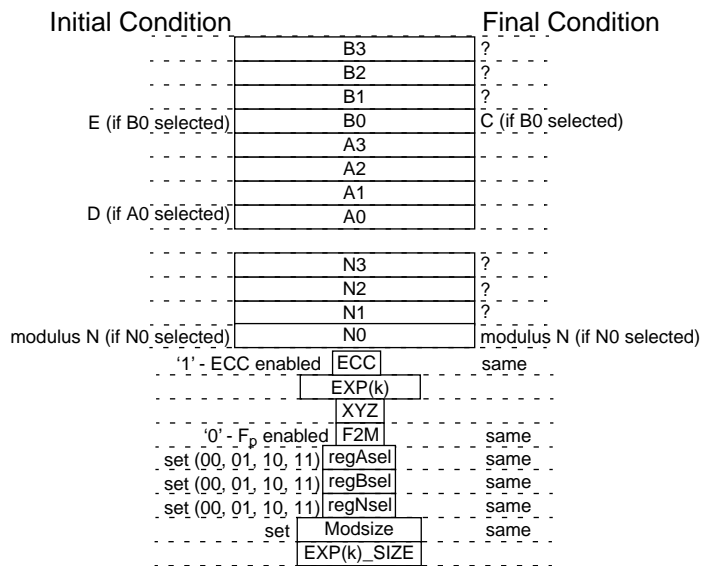 Initial Condition Final Condition
B3 ?
B2 ?
B1 ?
E (if B0 selected) B0 C (if B0 selected)
A3
A2
A1
D (if A0 selected) A0
N3 ?
N2 ?
N1 ?
modulus N (if N0 selected) N0 modulus N (if N0 selected)
‘1’ - ECC enabled ECC same
EXP(k)
XYZ
‘0’ - Fp enabled F2M same
set (00, 01, 10, 11) regAsel same
set (00, 01, 10, 11) regBsel same
set (00, 01, 10, 11) regNsel same
set Modsize same
EXP(k)_SIZE